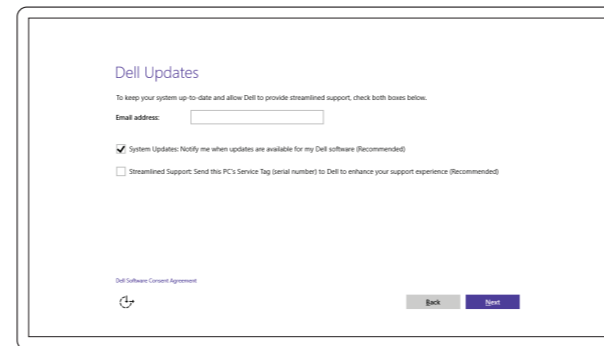 Dell Updates
To keep your system up-to-date and allow Dell to provide streamlined support, check both boxes below.
Email address:
System Updates: Notify me when updates are available for my Dell software (Recommended)
Streamlined Support: Send this PC's Service Tag (serial number) to Dell to enhance your support experience (Recommended)
Dell Software Consent Agreement
Back Next